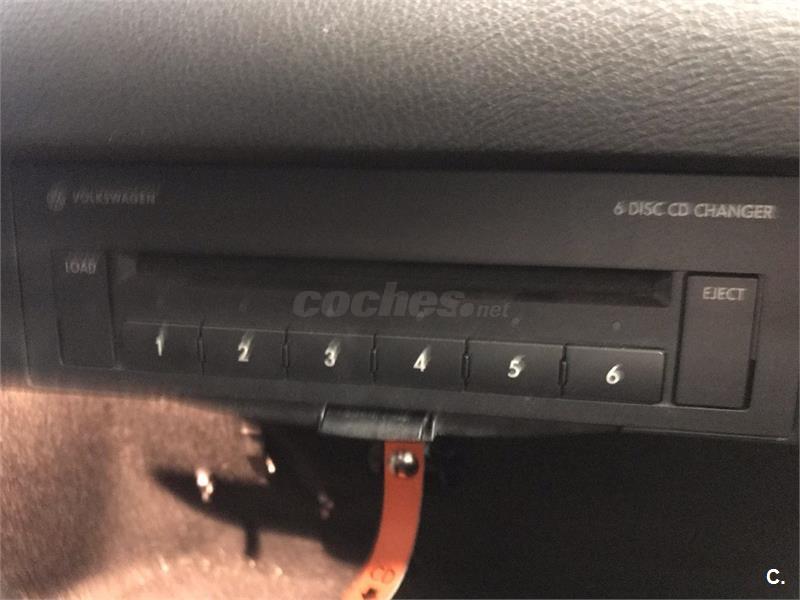 VOLKSWAGEN
6 DISC CD CHANGER
LOAD
EJECT
coches.net
1 2 3 4 5 6
C.